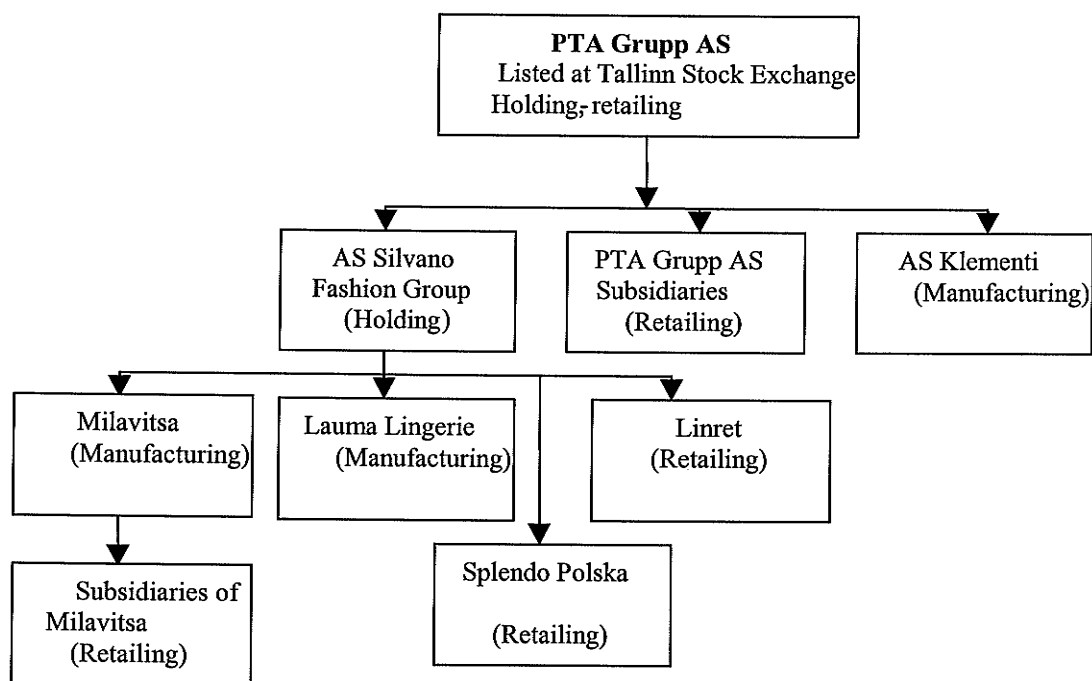 PTA Grupp AS
Listed at Tallinn Stock Exchange
Holding, retailing
AS Silvano
Fashion Group
(Holding)
PTA Grupp AS
Subsidiaries
(Retailing)
AS Klementi
(Manufacturing)
Milavitsa
(Manufacturing)
Lauma Lingerie
(Manufacturing)
Linret
(Retailing)
Subsidiaries of
Milavitsa
(Retailing)
Splendo Polska
(Retailing)